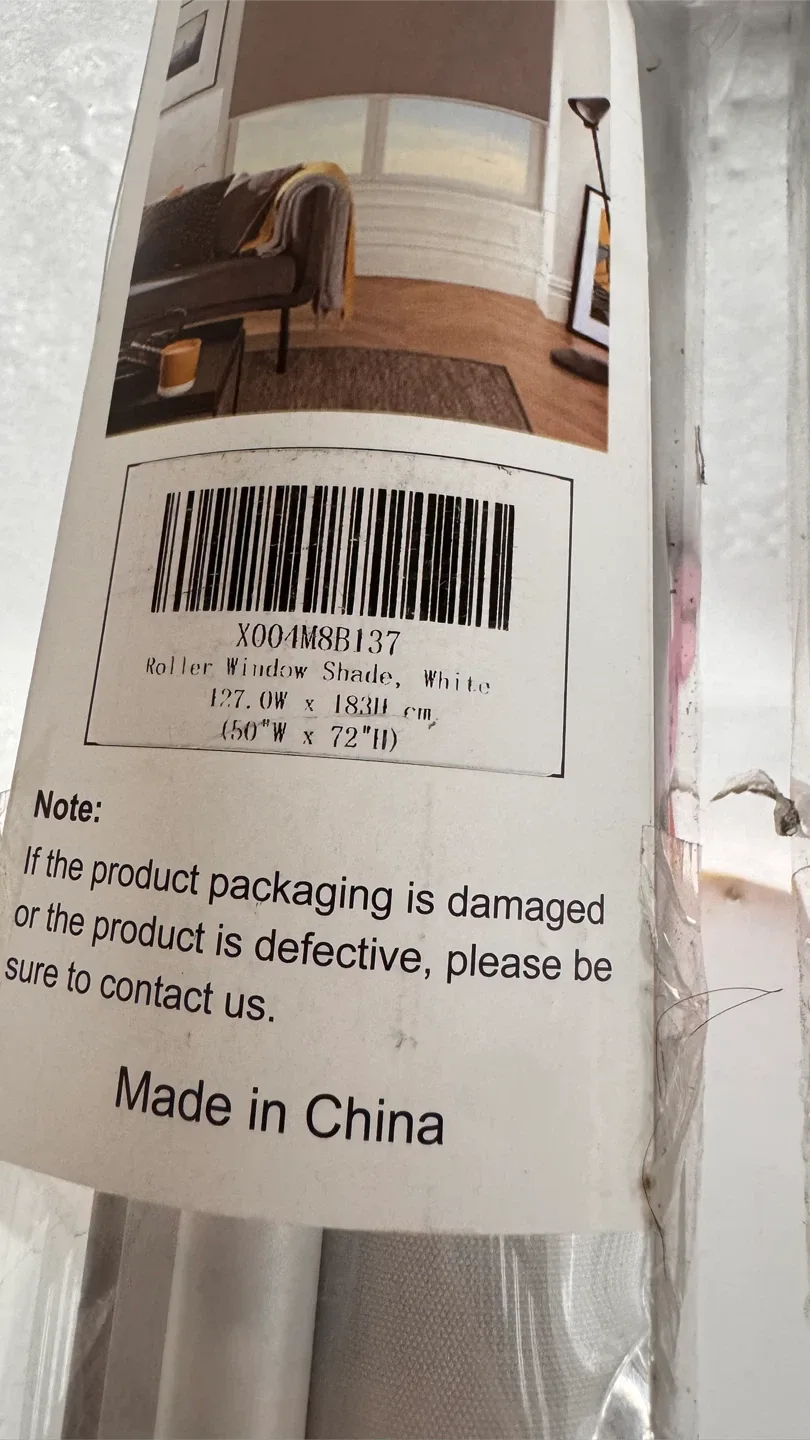 X004M8B137
Roller Window Shade, White
127.0W x 183H cm
(50"W x 72"H)
Note:
If the product packaging is damaged
or the product is defective, please be
sure to contact us.
Made in China